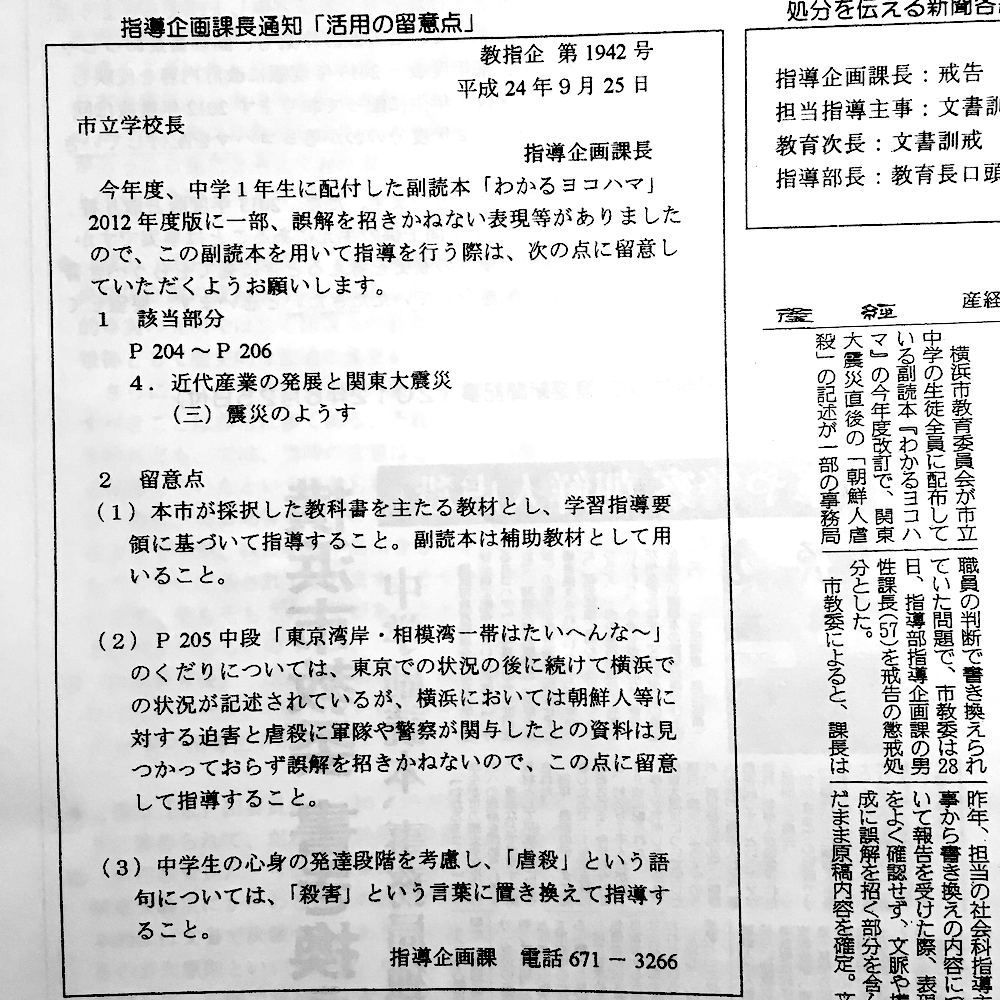 指導企画課長通知「活用の留意点」
教指企 第1942号
平成24年9月25日
市立学校長
指導企画課長
今年度、中学1年生に配付した副読本「わかるヨコハマ」
2012年度版に一部、誤解を招きかねない表現等がありました
ので、この副読本を用いて指導を行う際は、次の点に留意し
ていただくようお願いします。
1 該当部分
P 204～P 206
4．近代産業の発展と関東大震災
(三) 震災のようす
2 留意点
(1) 本市が採択した教科書を主たる教材とし、学習指導要
領に基づいて指導すること。副読本は補助教材として用
いること。
(2) P 205中段「東京湾岸・相模湾一帯はたいへんな～」
のくだりについては、東京での状況の後に続けて横浜で
の状況が記述されているが、横浜においては朝鮮人等に
対する迫害と虐殺に軍隊や警察が関与したとの資料は見
つかっておらず誤解を招きかねないので、この点に留意
して指導すること。
(3) 中学生の心身の発達段階を考慮し、「虐殺」という語
句については、「殺害」という言葉に置き換えて指導す
ること。
指導企画課 電話671－3266
処分を伝える新聞各
指導企画課長：戒告
担当指導主事：文書訓
教育次長：文書訓戒
指導部長：教育長口頭
産経
産経
横浜市教育委員会が市立
中学の生徒全員に配布して
いる副読本『わかるヨコハ
マ』の今年度改訂で、関東
大震災直後の「朝鮮人虐
殺」の記述が一部の事務局
職員の判断で書き換えられ
ていた問題で、市教委は28
日、指導部指導企画課の男
性課長(57)を戒告の懲戒処
分とした。
市教委によると、課長は
昨年、担当の社会科指導主
事から書き換えの内容につ
いて報告を受けた際、表現
をよく確認せず、文脈や構
成に誤解を招く部分を含ん
だまま原稿内容を確定。